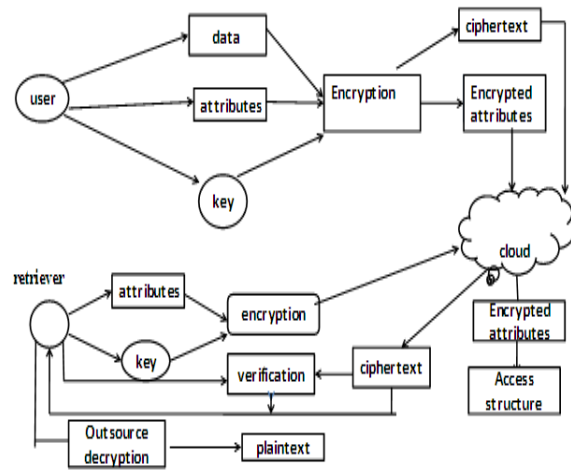 ciphertext
data
user
attributes
Encryption
Encrypted
attributes
key
cloud
retriever
attributes
encryption
key
verification
ciphertext
Encrypted
attributes
Access
structure
Outsource
decryption
plaintext